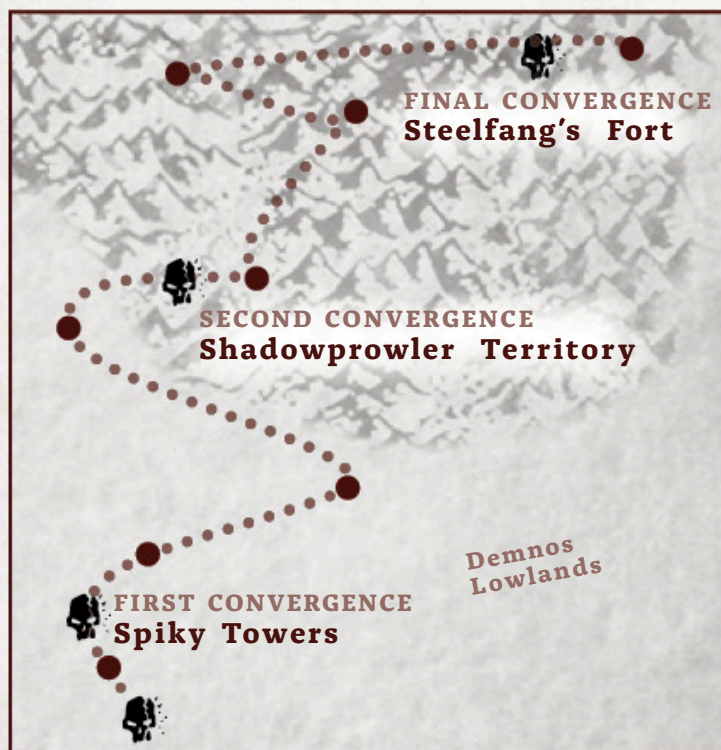 FINAL CONVERGENCE
Steelfang's Fort
SECOND CONVERGENCE
Shadowprowler Territory
Demnos
Lowlands
FIRST CONVERGENCE
Spiky Towers